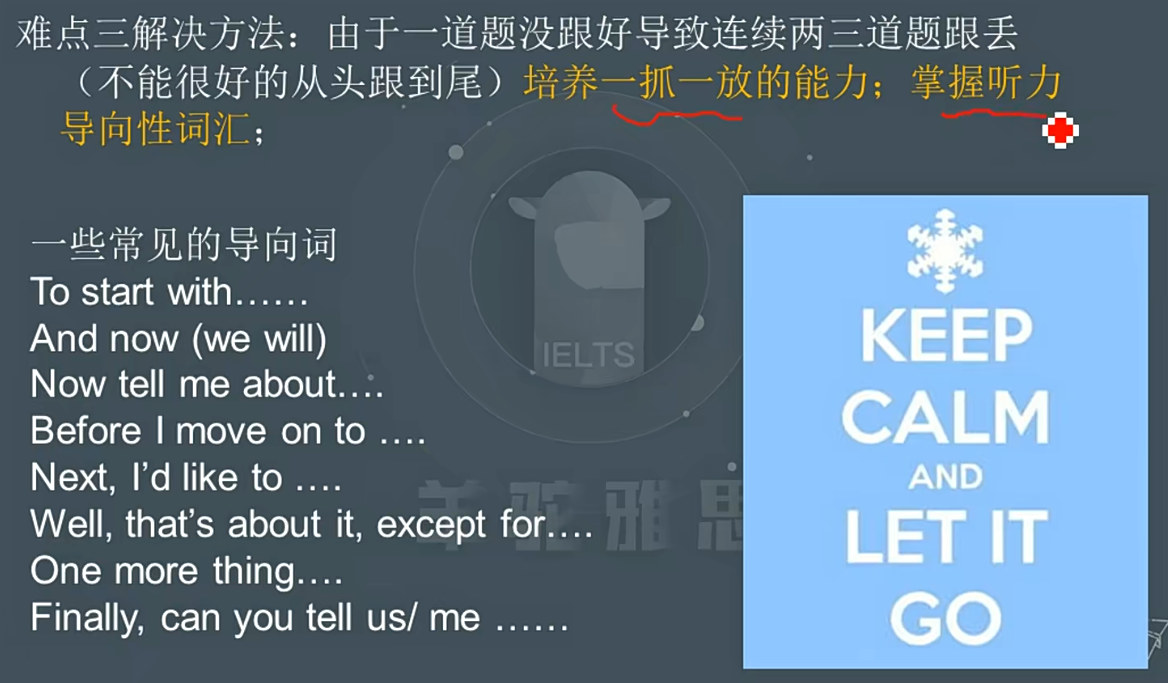 难点三解决方法：由于一道题没跟好导致连续两三道题跟丢
（不能很好的从头跟到尾）培养一抓一放的能力；掌握听力
导向性词汇；
一些常见的导向词
To start with……
And now (we will)
Now tell me about….
Before I move on to ….
Next, I’d like to ….
Well, that’s about it, except for….
One more thing….
Finally, can you tell us/ me ……
IELTS
羊驼雅思
KEEP
CALM
AND
LET IT
GO